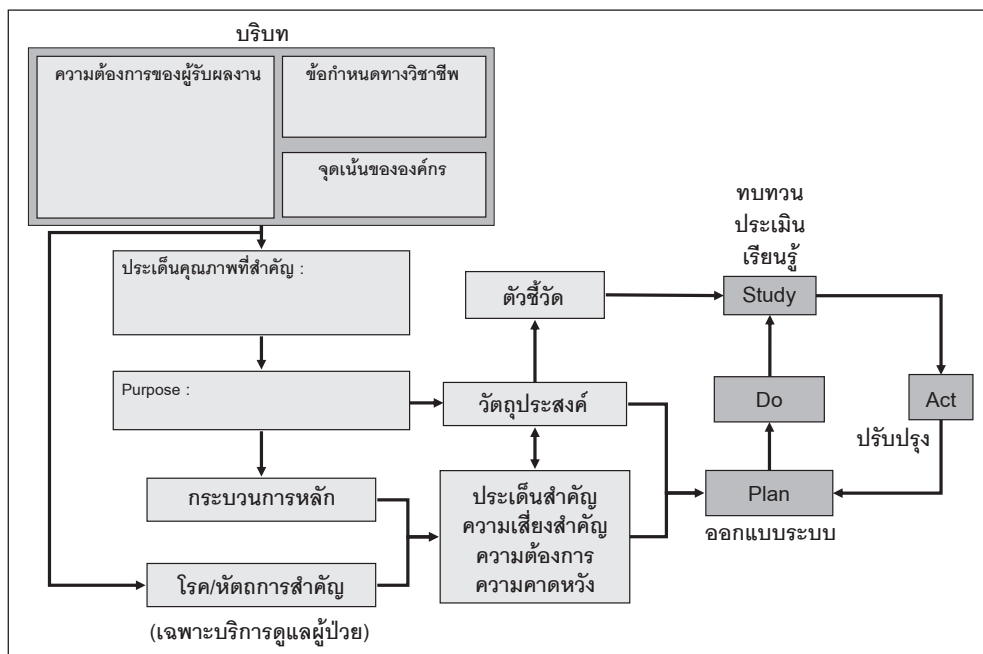 บริบท
ความต้องการของผู้รับผลงาน
ข้อกำหนดทางวิชาชีพ
จุดเน้นขององค์กร
ประเด็นคุณภาพที่สำคัญ :
Purpose :
กระบวนการหลัก
โรค/หัตถการสำคัญ
(เฉพาะบริการดูแลผู้ป่วย)
ตัวชี้วัด
วัตถุประสงค์
ประเด็นสำคัญ
ความเสี่ยงสำคัญ
ความต้องการ
ความคาดหวัง
ทบทวน
ประเมิน
เรียนรู้
Study
Do
Plan
ออกแบบระบบ
Act
ปรับปรุง